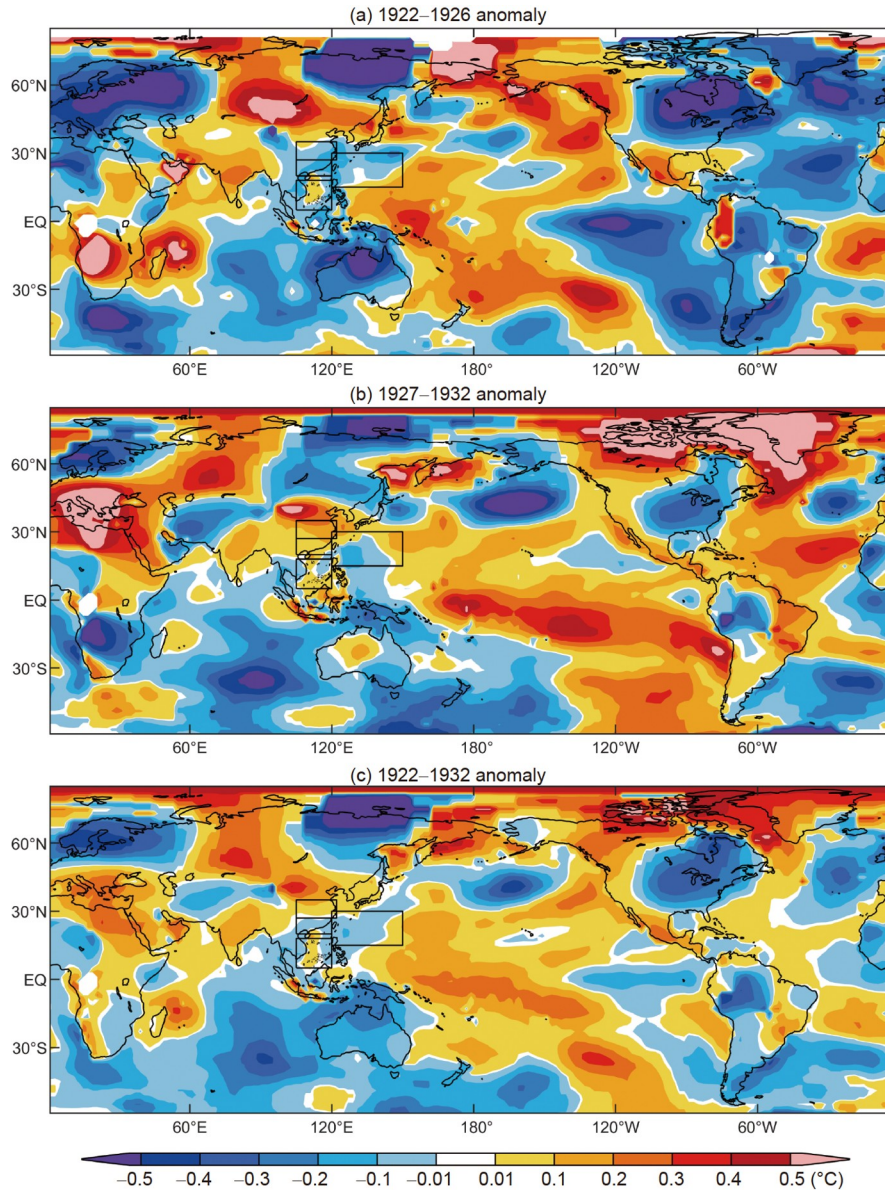 (a) 1922–1926 anomaly
60°N
30°N
EQ
30°S
60°E 120°E 180° 120°W 60°W
(b) 1927–1932 anomaly
60°N
30°N
EQ
30°S
60°E 120°E 180° 120°W 60°W
(c) 1922–1932 anomaly
60°N
30°N
EQ
30°S
60°E 120°E 180° 120°W 60°W
−0.5 −0.4 −0.3 −0.2 −0.1 −0.01 0.01 0.1 0.2 0.3 0.4 0.5 (°C)